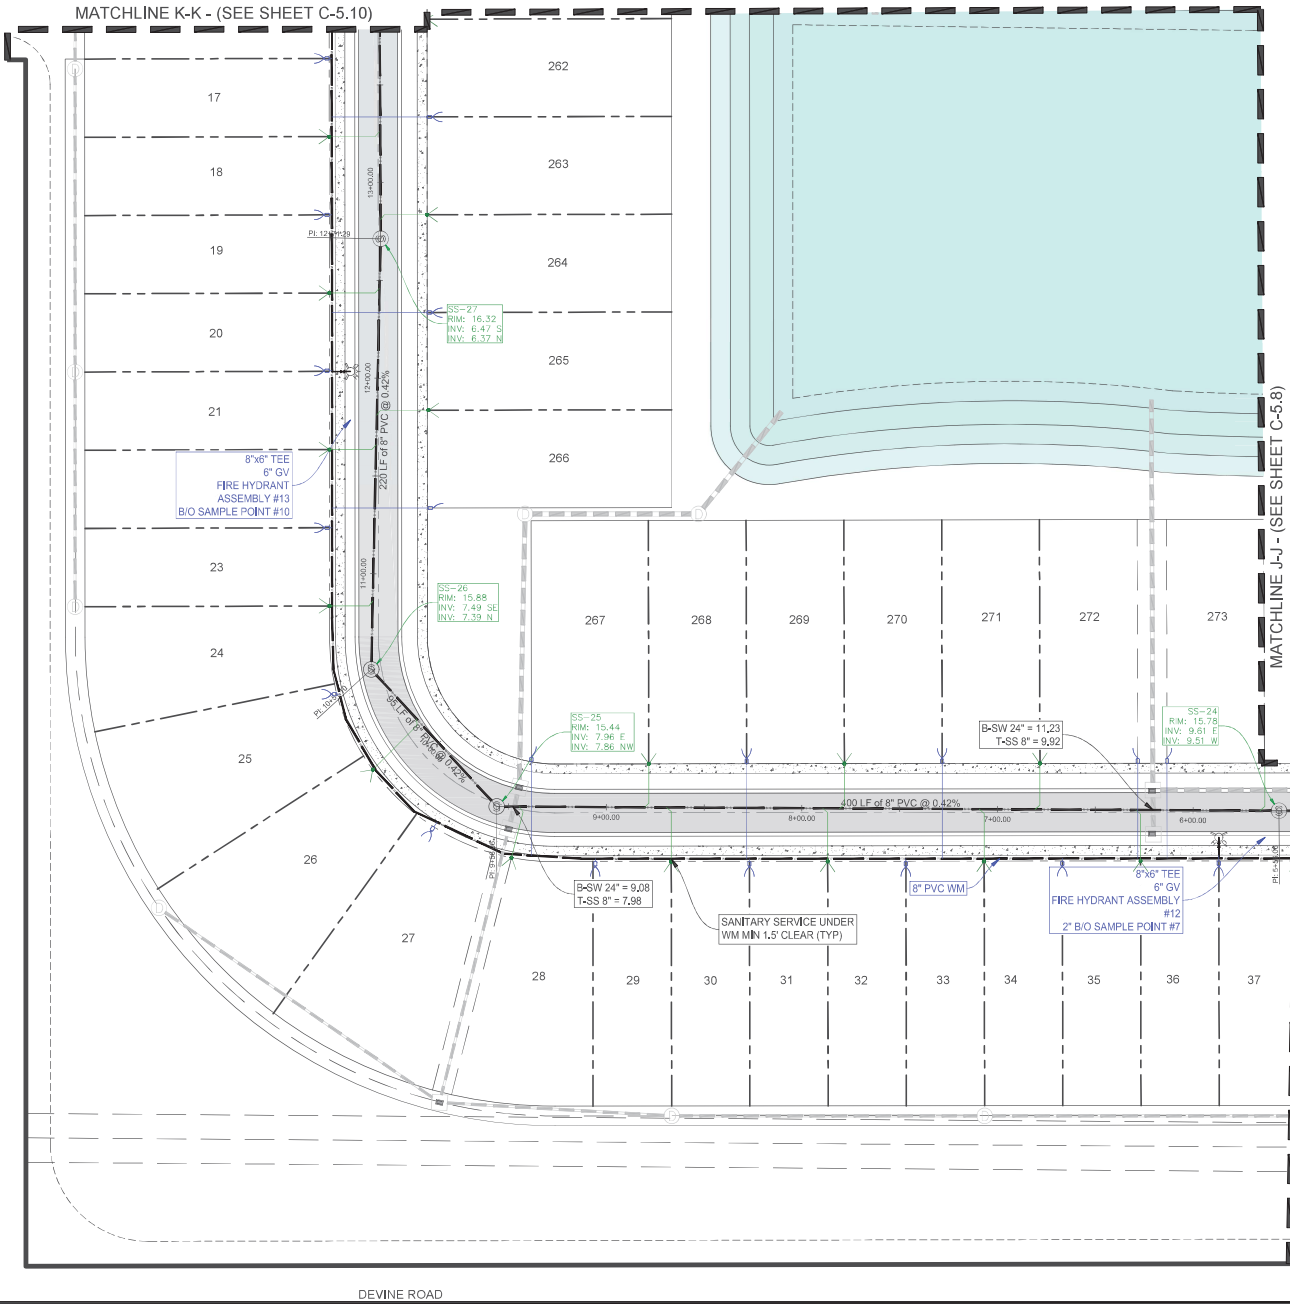 MATCHLINE K-K - (SEE SHEET C-5.10)
262
17
263
18
13+00.00
19
264
SS-27
RIM: 16.32
INV: 6.47 S
INV: 6.37 N
20
265
12+00.00
220 LF of 8" PVC @ 0.42%
21
266
8"x6" TEE
6" GV
FIRE HYDRANT
ASSEMBLY #13
B/O SAMPLE POINT #10
MATCHLINE J-J - (SEE SHEET C-5.8)
23
11+00.00
SS-26
RIM: 15.88
INV: 7.49 SE
INV: 7.39 N
267
268
269
270
271
272
273
24
95 LF of 8" PVC @ 0.42%
SS-25
RIM: 15.44
INV: 7.96 E
INV: 7.86 NW
B-SW 24" = 11.23
T-SS 8" = 9.92
SS-24
RIM: 15.78
INV: 9.61 E
INV: 9.51 W
25
400 LF of 8" PVC @ 0.42%
9+00.00
8+00.00
7+00.00
6+00.00
26
B-SW 24" = 9.08
T-SS 8" = 7.98
8" PVC WM
8"x6" TEE
6" GV
FIRE HYDRANT ASSEMBLY
#12
2" B/O SAMPLE POINT #7
SANITARY SERVICE UNDER
WM MIN 1.5' CLEAR (TYP)
27
28
29
30
31
32
33
34
35
36
37
DEVINE ROAD